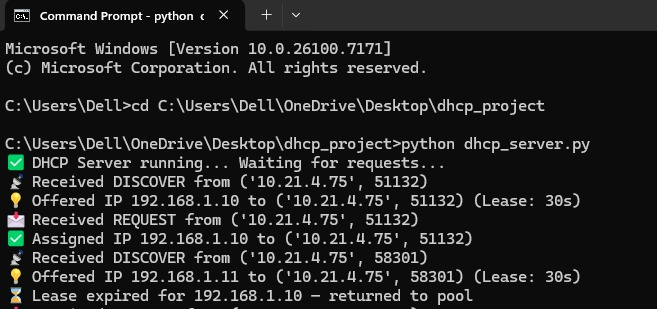 Command Prompt - python d
Microsoft Windows [Version 10.0.26100.7171]
(c) Microsoft Corporation. All rights reserved.
C:\Users\Dell>cd C:\Users\Dell\OneDrive\Desktop\dhcp_project
C:\Users\Dell\OneDrive\Desktop\dhcp_project>python dhcp_server.py
✅ DHCP Server running... Waiting for requests...
📡 Received DISCOVER from ('10.21.4.75', 51132)
💡 Offered IP 192.168.1.10 to ('10.21.4.75', 51132) (Lease: 30s)
📩 Received REQUEST from ('10.21.4.75', 51132)
✅ Assigned IP 192.168.1.10 to ('10.21.4.75', 51132)
📡 Received DISCOVER from ('10.21.4.75', 58301)
💡 Offered IP 192.168.1.11 to ('10.21.4.75', 58301) (Lease: 30s)
⌛ Lease expired for 192.168.1.10 — returned to pool